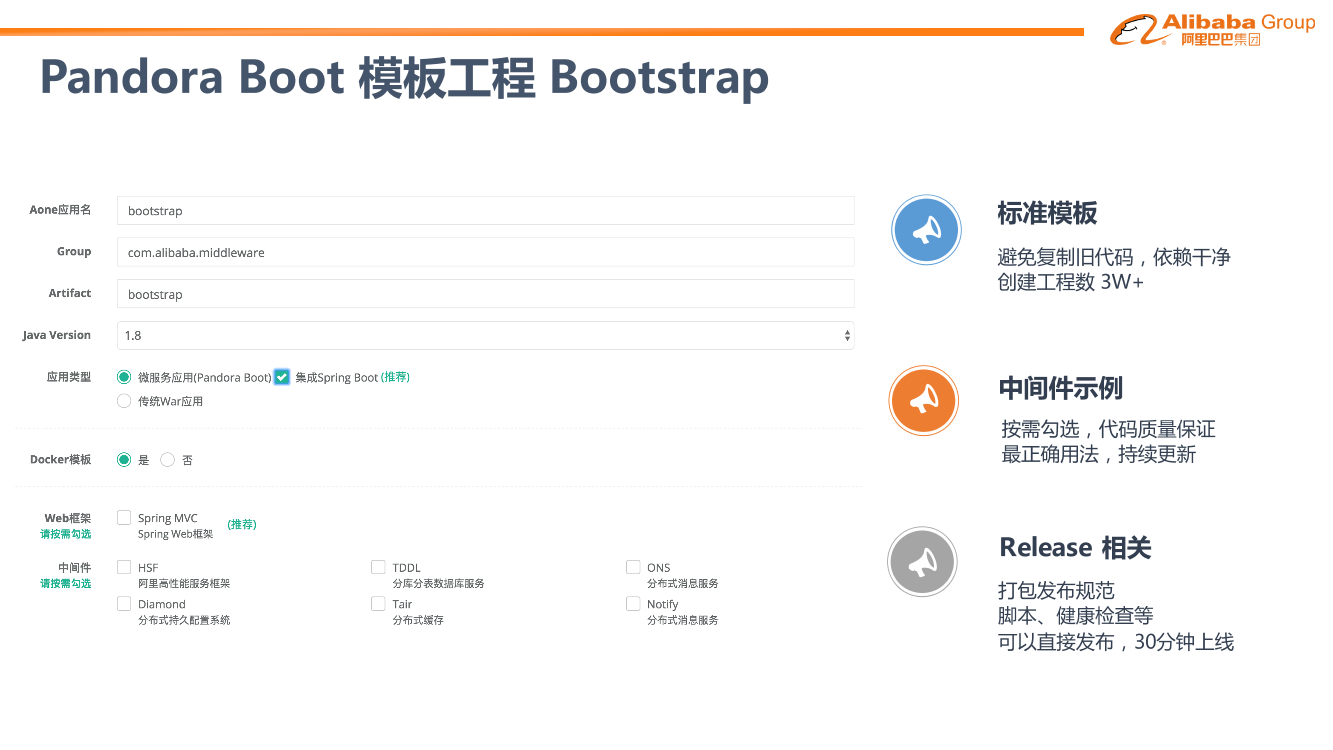 Alibaba Group
阿里巴巴集团
Pandora Boot 模板工程 Bootstrap
Aone应用名
bootstrap
Group
com.alibaba.middleware
Artifact
bootstrap
Java Version
1.8
应用类型
微服务应用(Pandora Boot) 集成Spring Boot (推荐)
传统War应用
Docker模板
是 否
Web框架
请按需勾选
Spring MVC
Spring Web框架
(推荐)
中间件
请按需勾选
HSF
阿里高性能服务框架
TDDL
分库分表数据库服务
ONS
分布式消息服务
Diamond
分布式持久配置系统
Tair
分布式缓存
Notify
分布式消息服务
标准模板
避免复制旧代码，依赖干净
创建工程数 3W+
中间件示例
按需勾选，代码质量保证
最正确用法，持续更新
Release 相关
打包发布规范
脚本、健康检查等
可以直接发布，30分钟上线